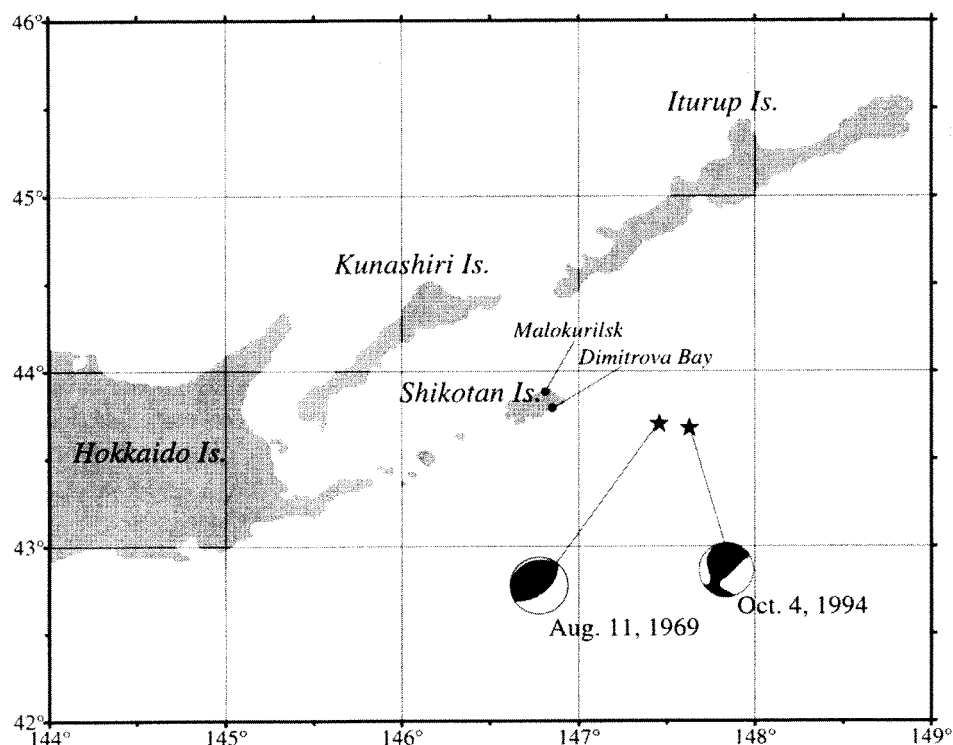 46°
Iturup Is.
45°
Kunashiri Is.
Malokurilsk
Dimitrova Bay
44°
Shikotan Is.
Hokkaido Is.
43°
Oct. 4, 1994
Aug. 11, 1969
42°
144° 145° 146° 147° 148° 149°